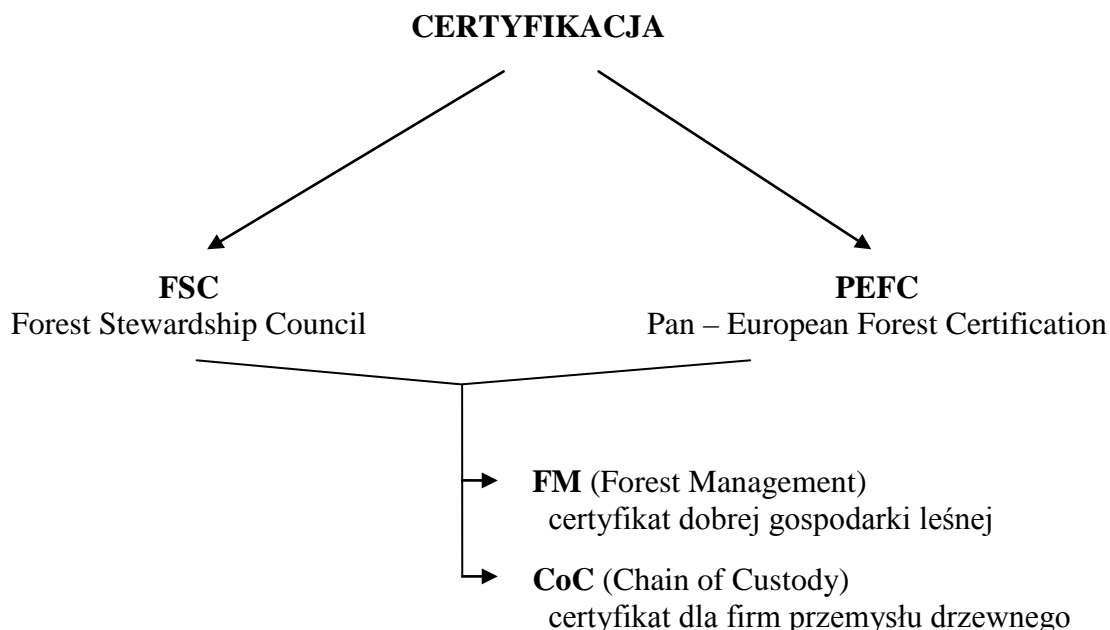 CERTYFIKACJA
FSC
Forest Stewardship Council
PEFC
Pan – European Forest Certification
FM (Forest Management)
certyfikat dobrej gospodarki leśnej
CoC (Chain of Custody)
certyfikat dla firm przemysłu drzewnego